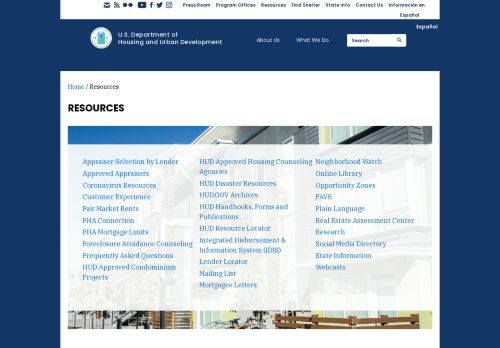 Press Room Program Offices Resources Find Shelter State Info Contact Us Información en
Español
Español
U.S. Department of
Housing and Urban Development
About Us What We Do
Search
Home / Resources
RESOURCES
Appraiser Selection by Lender
Approved Appraisers
Coronavirus Resources
Customer Experience
Fair Market Rents
FHA Connection
FHA Mortgage Limits
Foreclosure Avoidance Counseling
Frequently Asked Questions
HUD Approved Condominium
Projects
HUD Approved Housing Counseling
Agencies
HUD Disaster Resources
HUD.GOV Archives
HUD Handbooks, Forms and
Publications
HUD Resource Locator
Integrated Disbursement &
Information System (IDIS)
Lender Locator
Mailing List
Mortgagee Letters
Neighborhood Watch
Online Library
Opportunity Zones
PAVE
Plain Language
Real Estate Assessment Center
Research
Social Media Directory
State Information
Webcasts